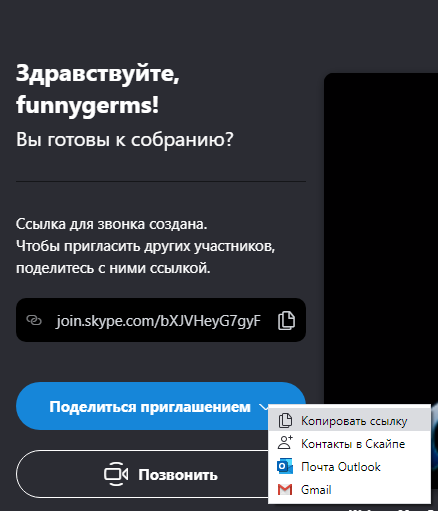 Здравствуйте,
funnygerms!
Вы готовы к собранию?
Ссылка для звонка создана.
Чтобы пригласить других участников,
поделитесь с ними ссылкой.
join.skype.com/bXJVHeyG7gyF
Поделиться приглашением
Копировать ссылку
Контакты в Скайпе
Почта Outlook
Gmail
Позвонить